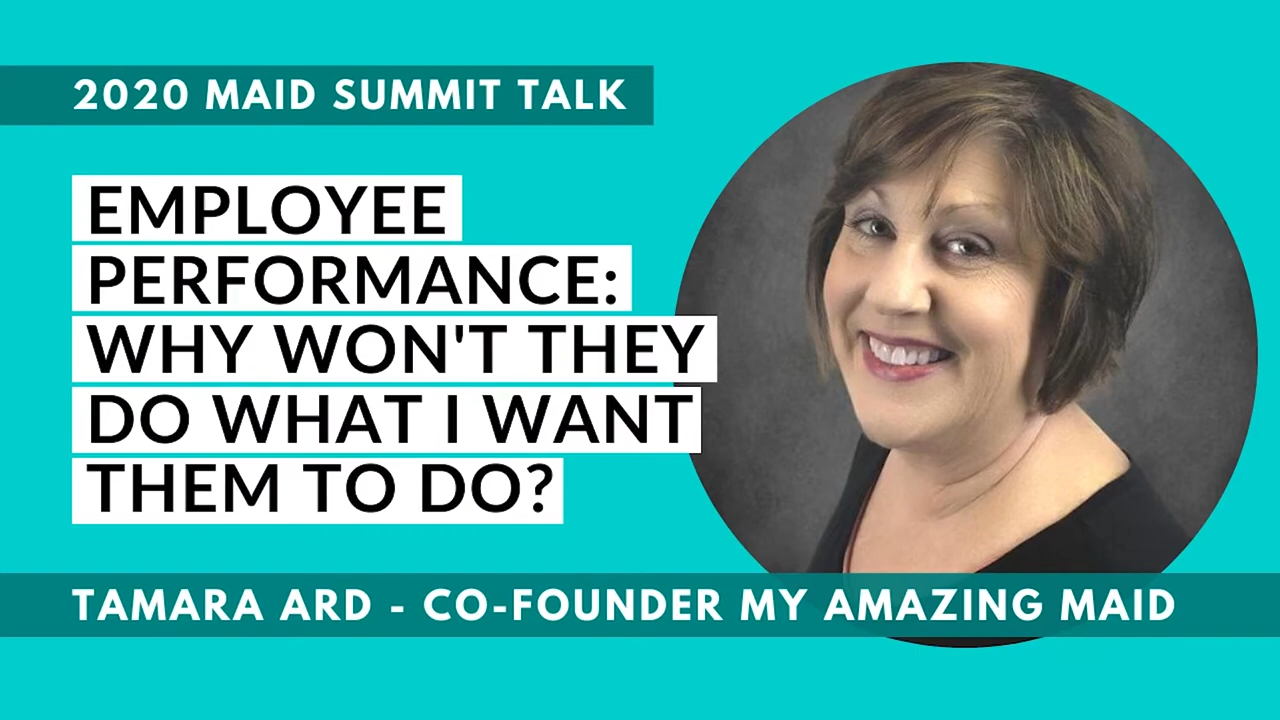 2020 MAID SUMMIT TALK
EMPLOYEE
PERFORMANCE:
WHY WON'T THEY
DO WHAT I WANT
THEM TO DO?
TAMARA ARD - CO-FOUNDER MY AMAZING MAID